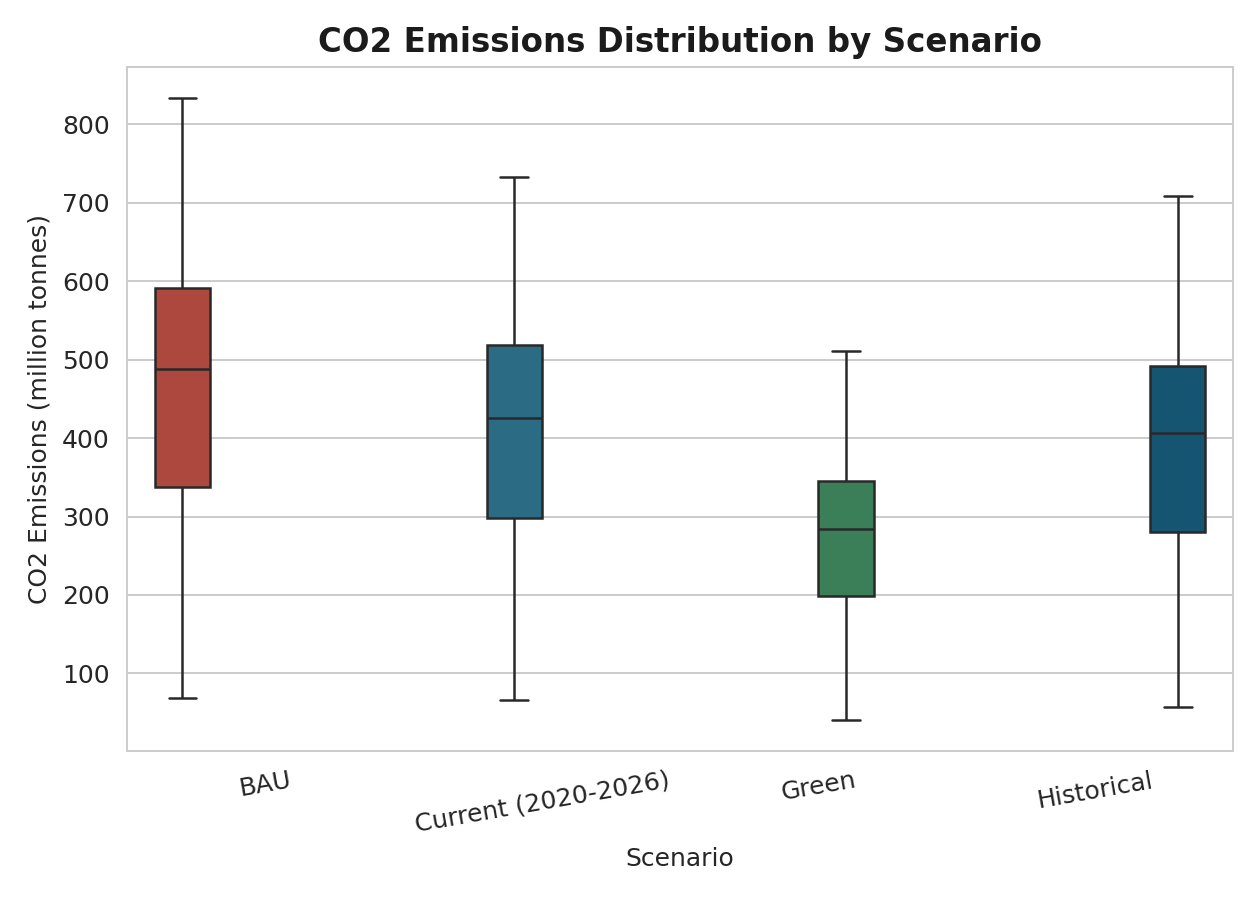 CO2 Emissions Distribution by Scenario
CO2 Emissions (million tonnes)
800
700
600
500
400
300
200
100
BAU
Current (2020-2026)
Green
Historical
Scenario